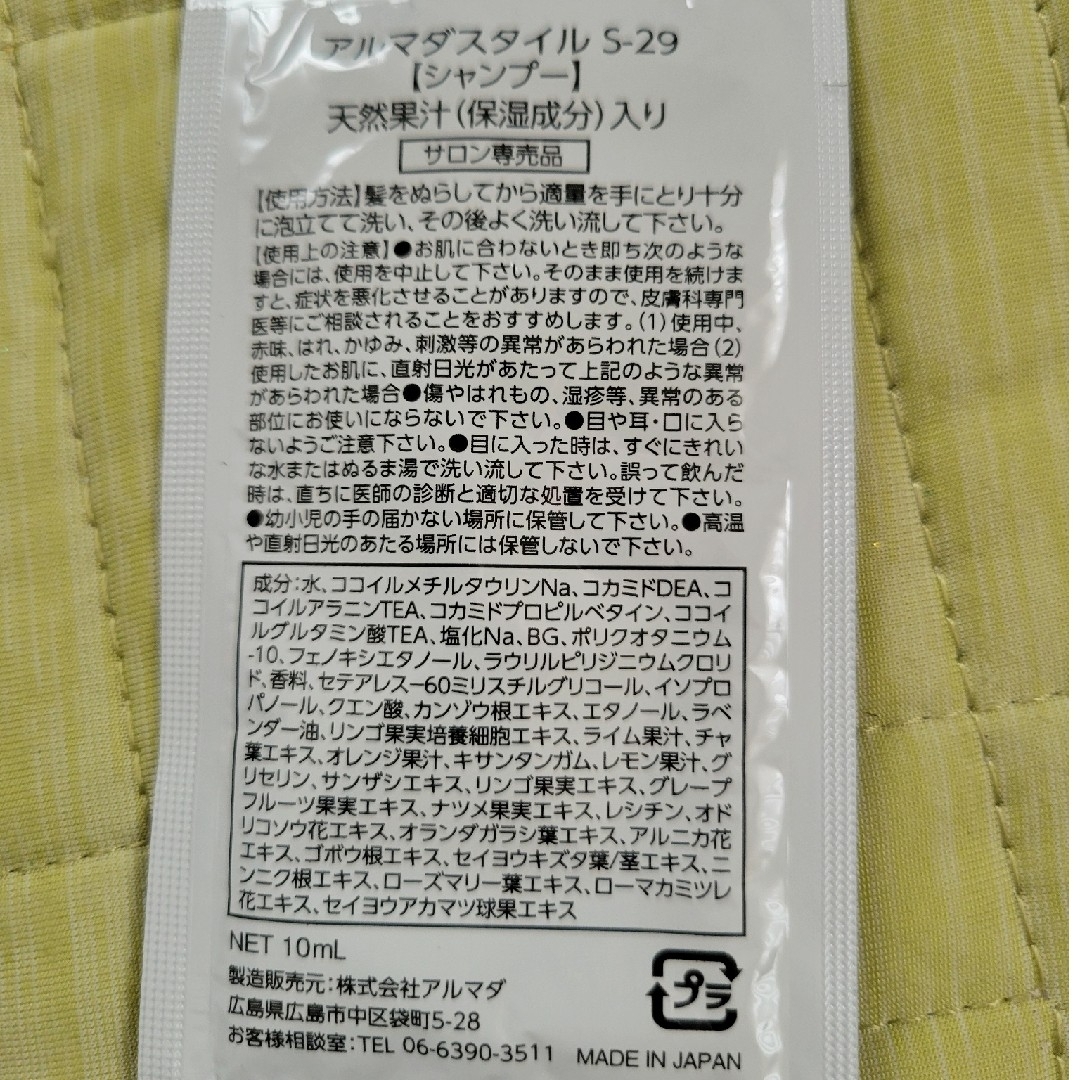 アルマダスタイル S-29
【シャンプー】
天然果汁(保湿成分)入り
サロン専売品
【使用方法】髪をぬらしてから適量を手にとり十分
に泡立てて洗い、その後よく洗い流して下さい。
【使用上の注意】●お肌に合わないとき即ち次のような
場合には、使用を中止して下さい。そのまま使用を続けま
すと、症状を悪化させることがありますので、皮膚科専門
医等にご相談されることをおすすめします。(1)使用中、
赤味、はれ、かゆみ、刺激等の異常があらわれた場合(2)
使用したお肌に、直射日光があたって上記のような異常
があらわれた場合●傷やはれもの、湿疹等、異常のある
部位にお使いにならないで下さい。●目や耳・口に入ら
ないようご注意下さい。●目に入った時は、すぐにきれい
な水またはぬるま湯で洗い流して下さい。誤って飲んだ
時は、直ちに医師の診断と適切な処置を受けて下さい。
●幼小児の手の届かない場所に保管して下さい。●高温
や直射日光のあたる場所には保管しないで下さい。
成分:水、ココイルメチルタウリンNa、コカミドDEA、コ
コイルアラニンTEA、コカミドプロピルベタイン、ココイ
ルグルタミン酸TEA、塩化Na、BG、ポリクオタニウム
-10、フェノキシエタノール、ラウリルピリジニウムクロリ
ド、香料、セテアレスー60ミリスチルグリコール、イソプロ
パノール、クエン酸、カンゾウ根エキス、エタノール、ラベ
ンダー油、リンゴ果実培養細胞エキス、ライム果汁、チャ
葉エキス、オレンジ果汁、キサンタンガム、レモン果汁、グ
リセリン、サンザシエキス、リンゴ果実エキス、グレープ
フルーツ果実エキス、ナツメ果実エキス、レシチン、オド
リコソウ花エキス、オランダガラシ葉エキス、アルニカ花
エキス、ゴボウ根エキス、セイヨウキズタ葉/茎エキス、ニ
ンニク根エキス、ローズマリー葉エキス、ローマカミツレ
花エキス、セイヨウアカマツ球果エキス
NET 10mL
製造販売元:株式会社アルマダ
広島県広島市中区袋町5-28
お客様相談室:TEL 06-6390-3511
プラ
MADE IN JAPAN